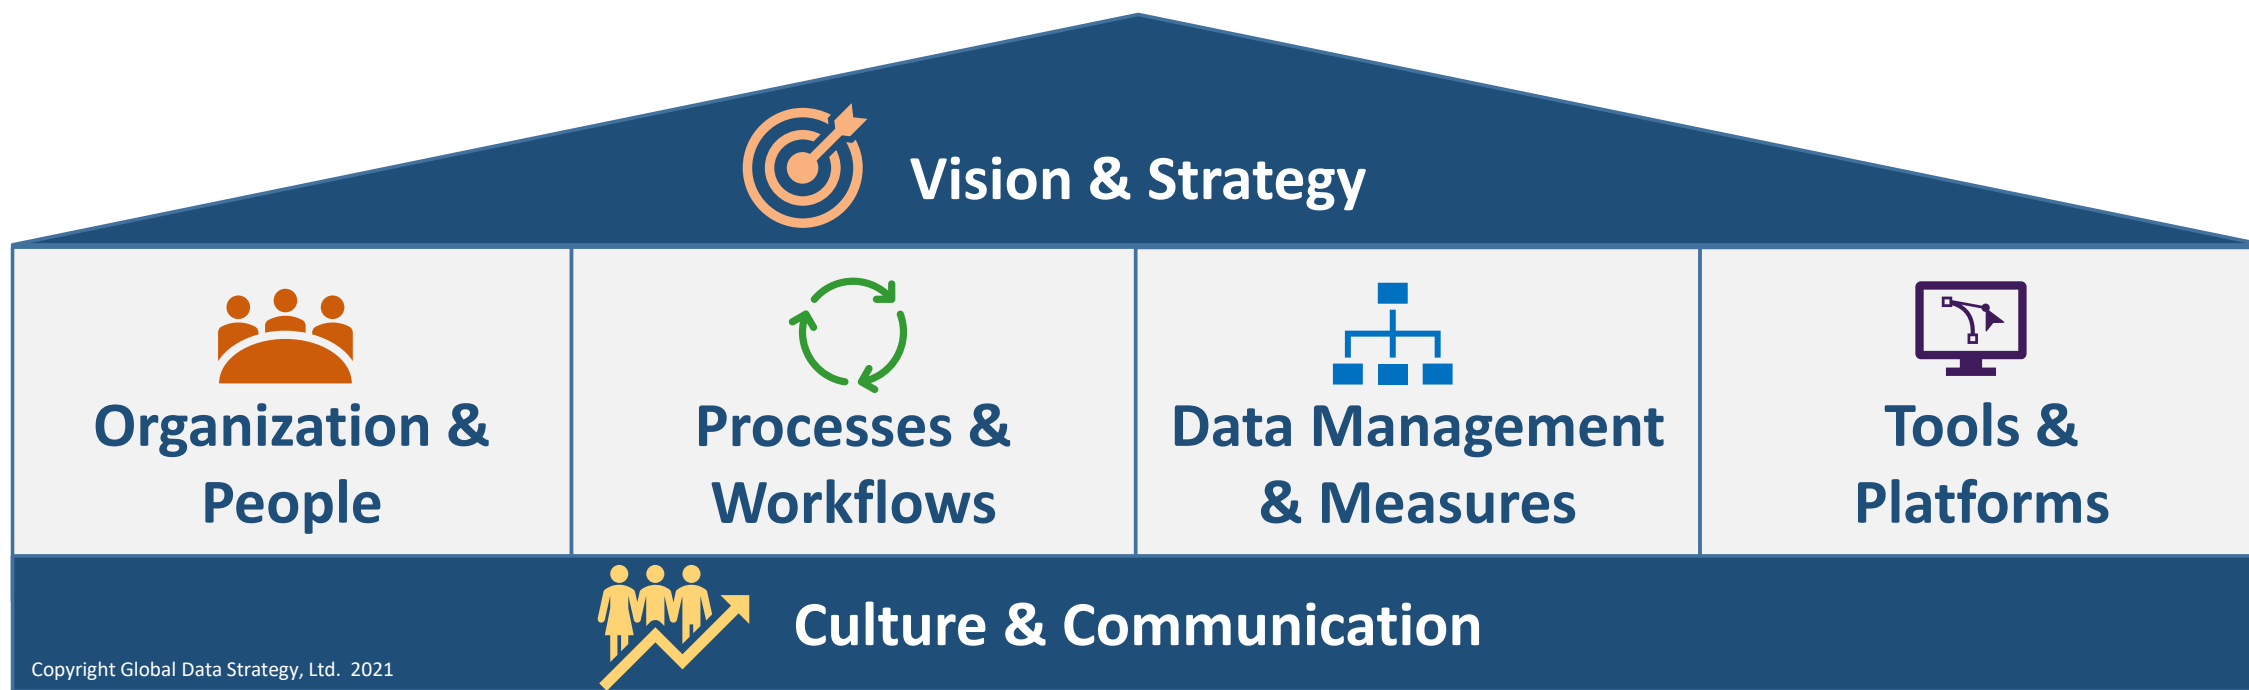 Vision & Strategy
Organization &
People
Processes &
Workflows
Data Management
& Measures
Tools &
Platforms
Culture & Communication
Copyright Global Data Strategy, Ltd. 2021